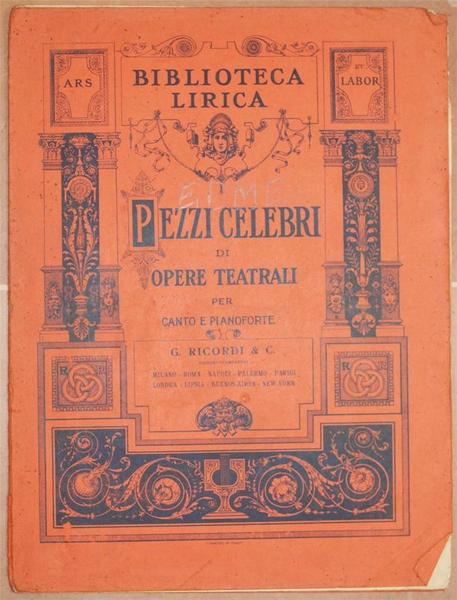 ARS
BIBLIOTECA
LIRICA
ET
LABOR
PEZZI CELEBRI
DI
OPERE TEATRALI
PER
CANTO E PIANOFORTE
G. RICORDI & C.
MILANO - ROMA - NAPOLI - PALERMO - PARIGI
LONDRA - LIPSIA - BUENOS-AIRES - NEW YORK
R
R